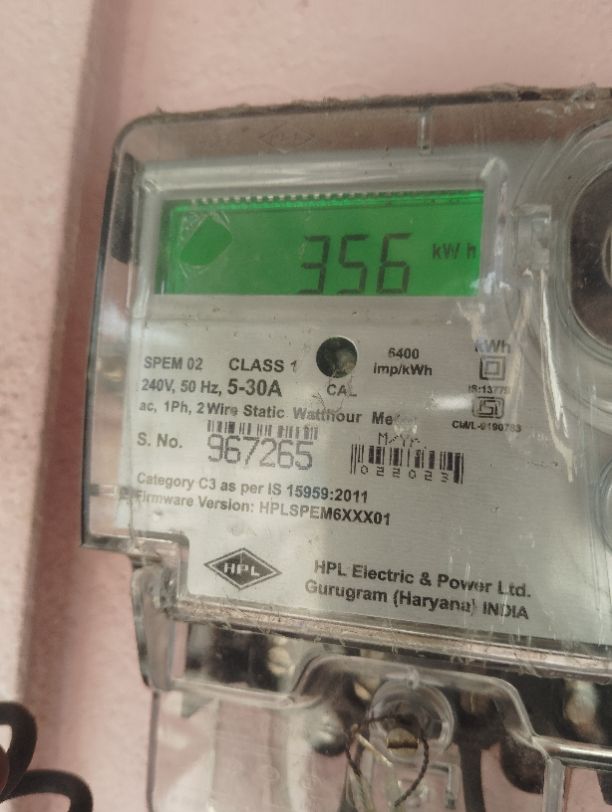 356 kW h
SPEM 02 CLASS 1 6400 kWh
240V, 50 Hz, 5-30A CAL imp/kWh
ac, 1Ph, 2Wire Static Watthour
S. No. 967265 M/Yr.
022023
Category C3 as per IS 15959:2011
Firmware Version: HPLSPEM6XXX01
HPL
HPL Electric & Power Ltd.
Gurugram (Haryana) INDIA